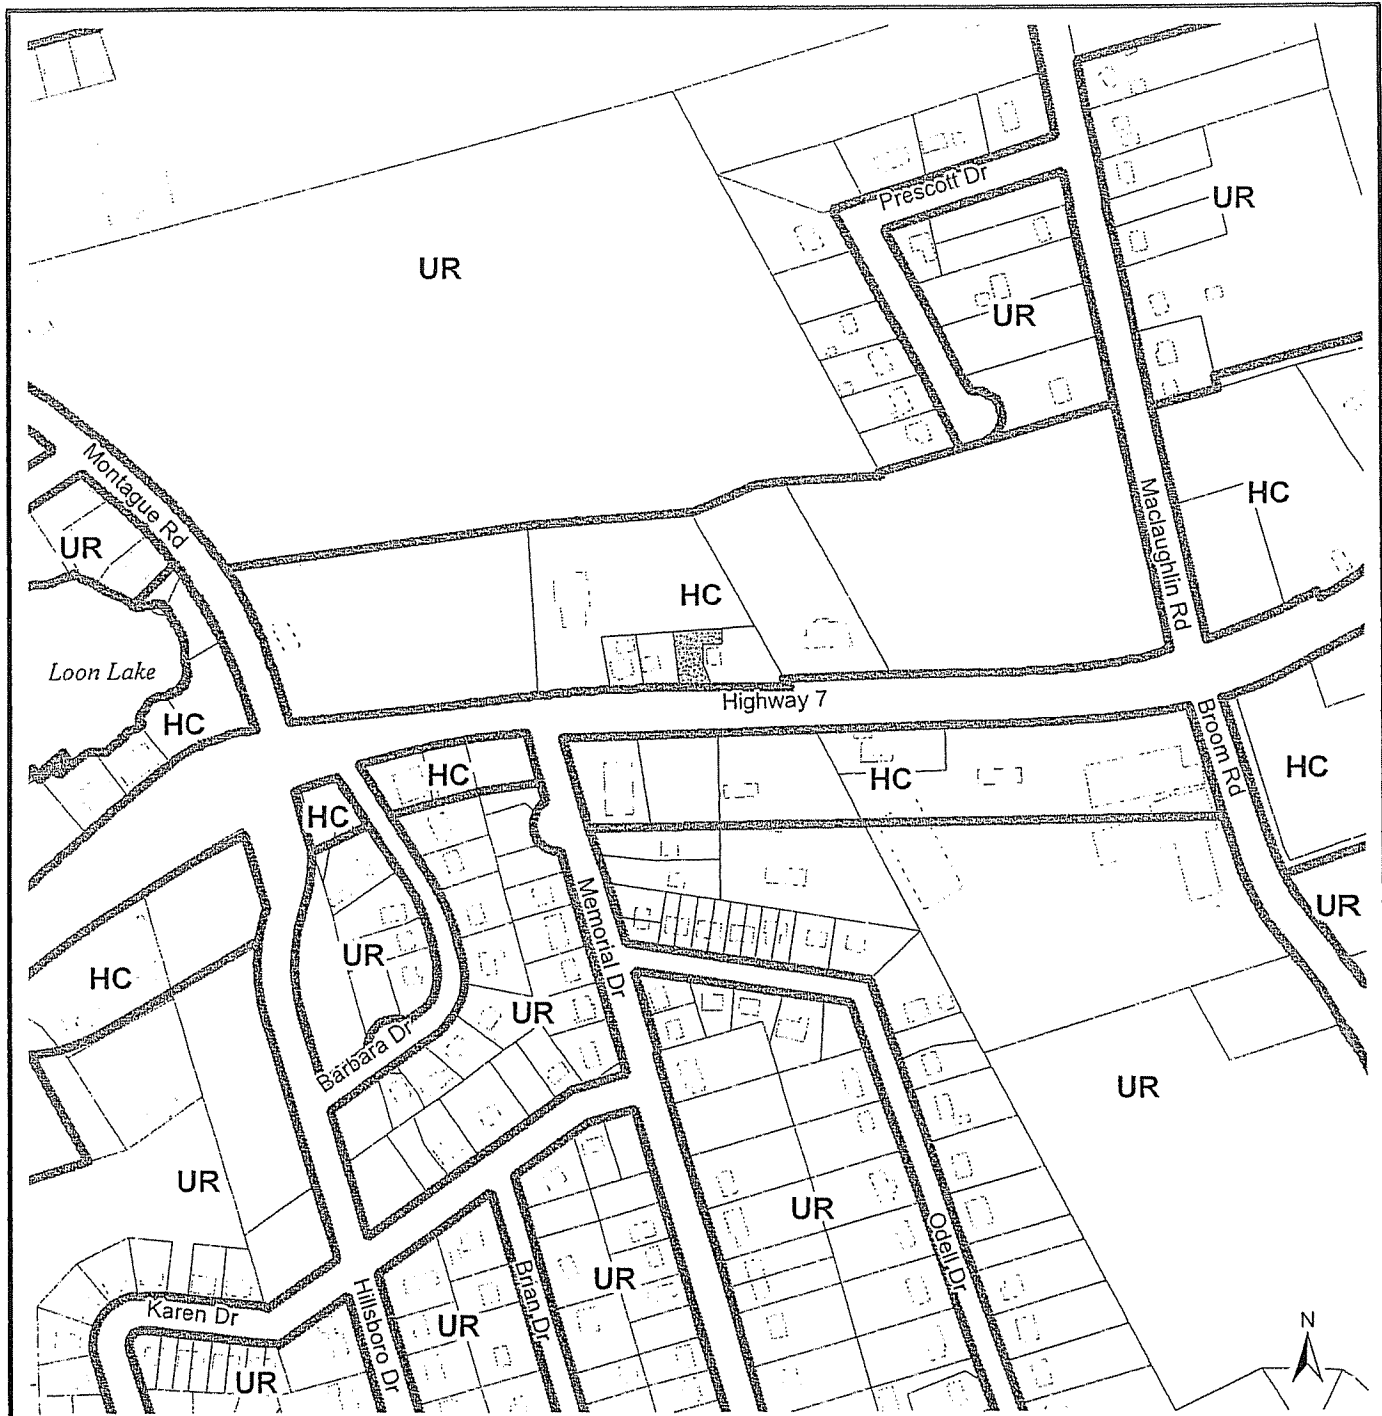 Prescott Dr
UR
UR
UR
Montague Rd
Maclaughlin Rd
HC
UR
HC
Loon Lake
Highway 7
HC
Broom Rd
HC
HC
HC
HC
UR
Memorial Dr
UR
HC
UR
Barbara Dr
UR
UR
UR
Odell Dr
UR
Brian Dr
Karen Dr
Hillsboro Dr
UR
UR
N